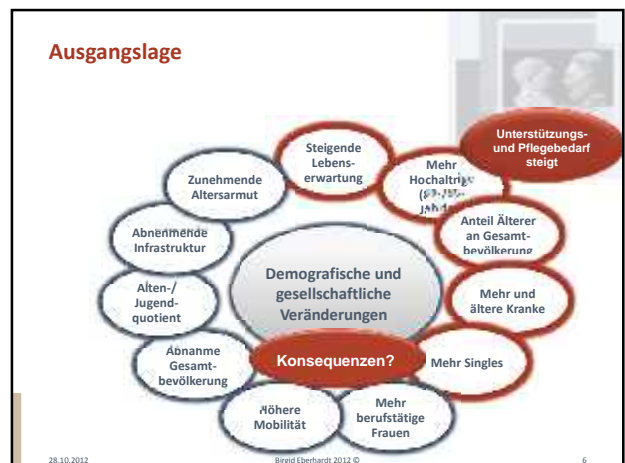 Ausgangslage
Unterstützungs-
und Pflegebedarf
steigt
Steigende
Lebens-
erwartung
Mehr
Hochaltrige
Zunehmende
Altersarmut
Anteil Älterer
an Gesamt-
bevölkerung
Abnehmende
Infrastruktur
Demografische und
gesellschaftliche
Veränderungen
Alten-/
Jugend-
quotient
Mehr und
ältere Kranke
Abnahme
Gesamt-
bevölkerung
Konsequenzen?
Mehr Singles
Höhere
Mobilität
Mehr
berufstätige
Frauen
28.10.2012
Birgid Eberhardt 2012 ©
6